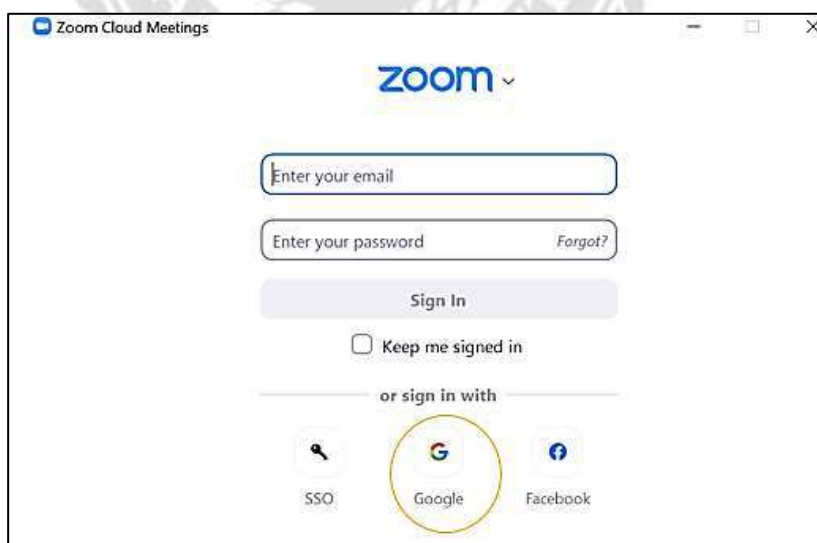 Zoom Cloud Meetings
zoom
Enter your email
Enter your password Forgot?
Sign In
Keep me signed in
or sign in with
SSO Google Facebook